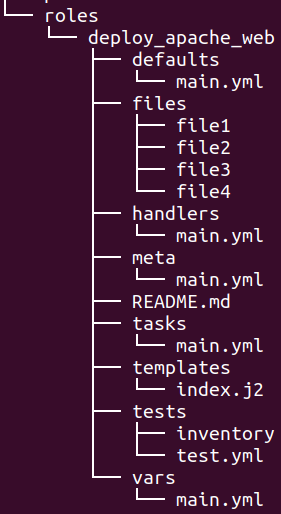 roles
deploy_apache_web
defaults
main.yml
files
file1
file2
file3
file4
handlers
main.yml
meta
main.yml
README.md
tasks
main.yml
templates
index.j2
tests
inventory
test.yml
vars
main.yml